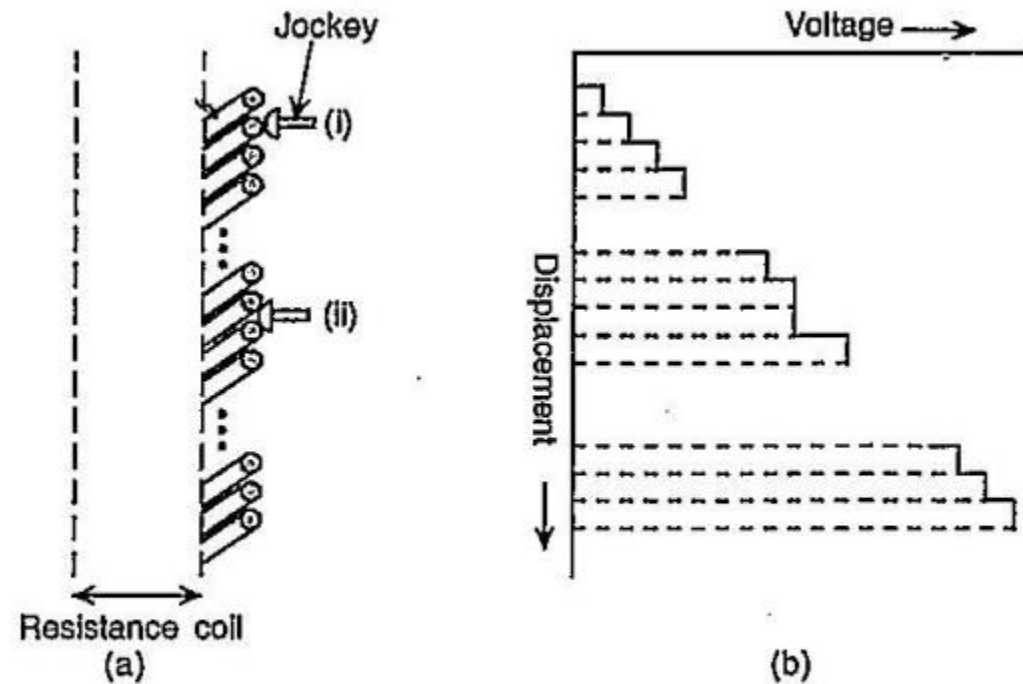 Jockey
(i)
(ii)
Resistance coil
(a)
Voltage
Displacement
(b)